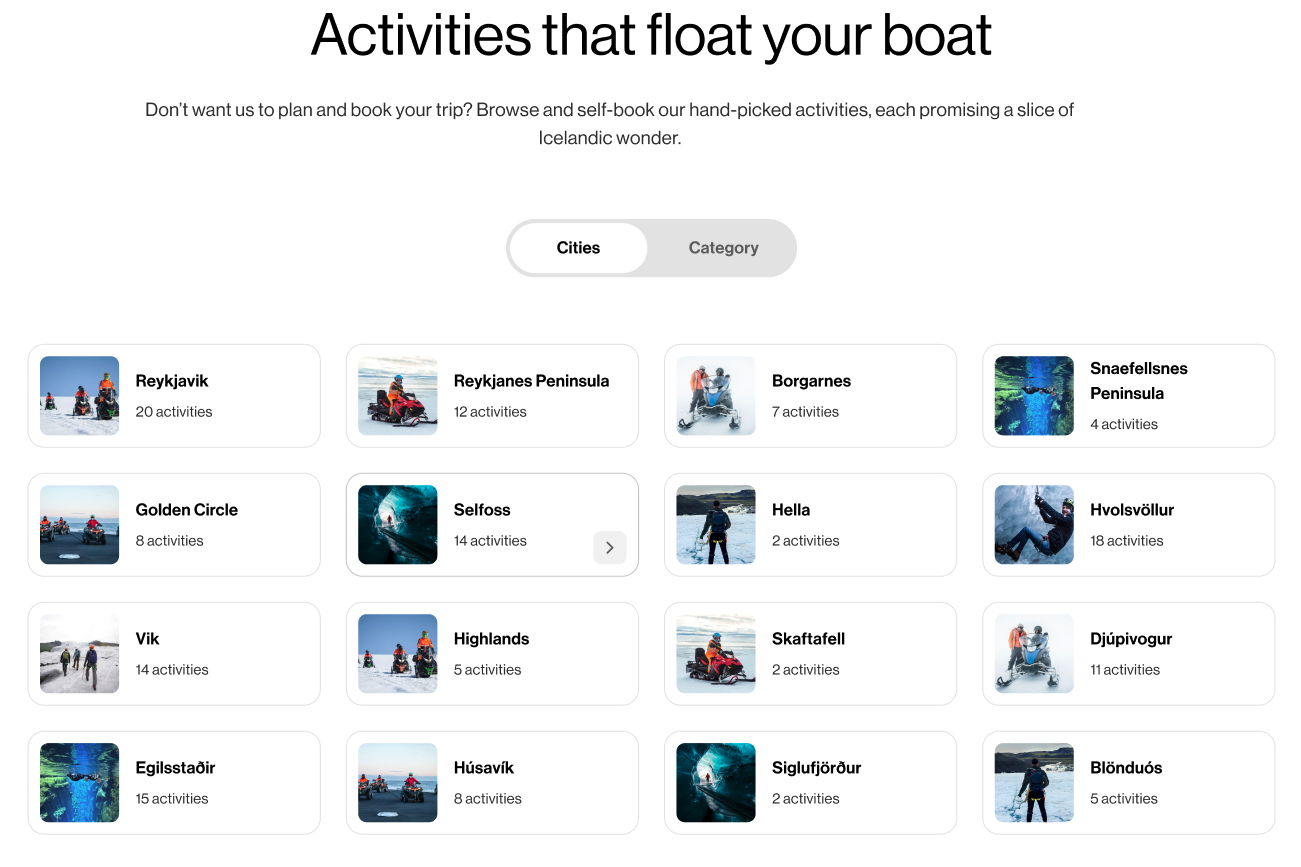 Activities that float your boat
Don’t want us to plan and book your trip? Browse and self-book our hand-picked activities, each promising a slice of
Icelandic wonder.
Cities
Category
Reykjavik
20 activities
Reykjanes Peninsula
12 activities
Borgarnes
7 activities
Snaefellsnes
Peninsula
4 activities
Golden Circle
8 activities
Selfoss
14 activities
Hella
2 activities
Hvolsvöllur
18 activities
Vik
14 activities
Highlands
5 activities
Skaftafell
2 activities
Djúpivogur
11 activities
Egilsstaðir
15 activities
Húsavík
8 activities
Siglufjörður
2 activities
Blönduós
5 activities